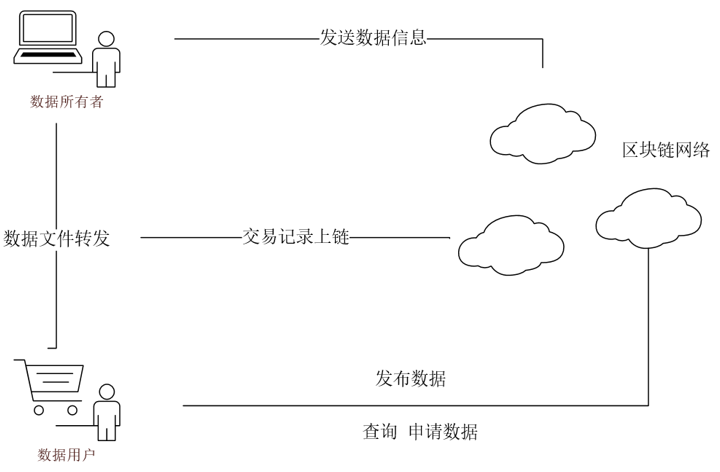 发送数据信息
数据所有者
区块链网络
数据文件转发
交易记录上链
发布数据
查询 申请数据
数据用户